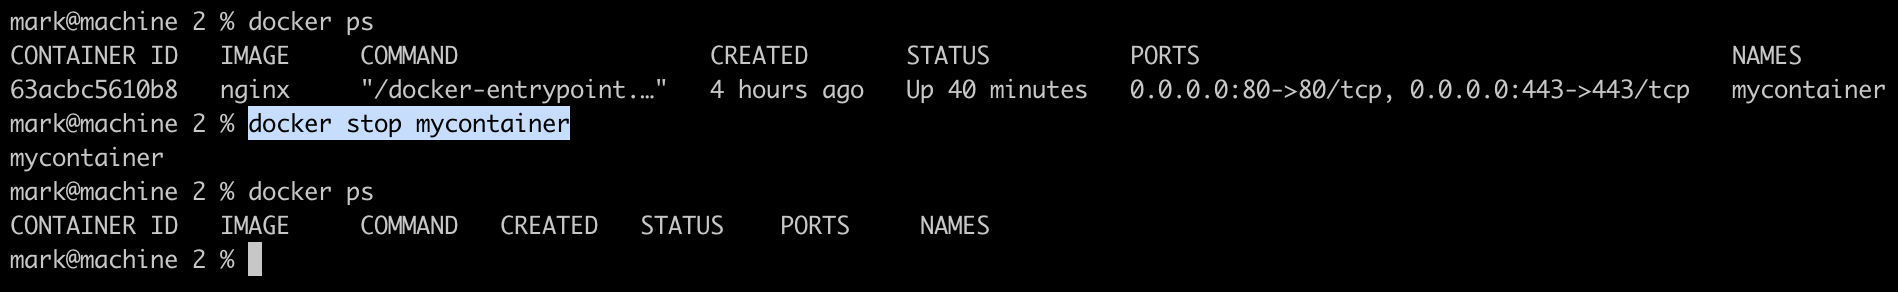 mark@machine 2 % docker ps
CONTAINER ID   IMAGE     COMMAND                  CREATED       STATUS          PORTS                                      NAMES
63acbc5610b8   nginx     "/docker-entrypoint.…"   4 hours ago   Up 40 minutes   0.0.0.0:80->80/tcp, 0.0.0.0:443->443/tcp   mycontainer
mark@machine 2 % docker stop mycontainer
mycontainer
mark@machine 2 % docker ps
CONTAINER ID   IMAGE     COMMAND   CREATED   STATUS    PORTS     NAMES
mark@machine 2 %